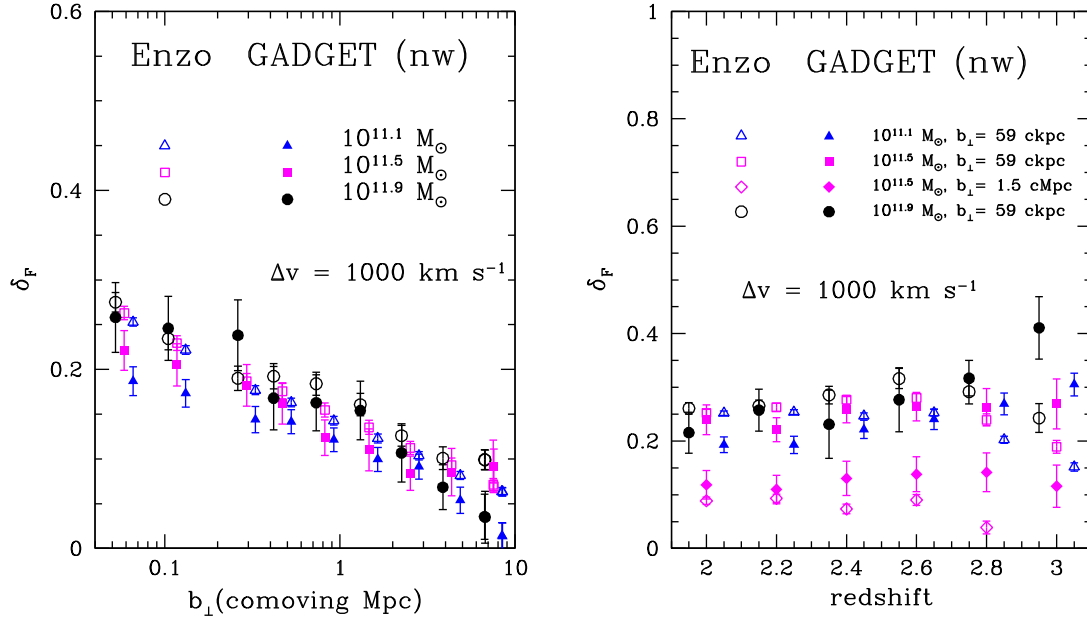 Enzo GADGET (nw)
10^11.1 M⊙
10^11.5 M⊙
10^11.9 M⊙
Δv = 1000 km s⁻¹
δF
0.6
0.4
0.2
0
0.1
1
10
b⊥(comoving Mpc)
Enzo GADGET (nw)
10^11.1 M⊙, b⊥= 59 ckpc
10^11.5 M⊙, b⊥= 59 ckpc
10^11.5 M⊙, b⊥= 1.5 cMpc
10^11.9 M⊙, b⊥= 59 ckpc
Δv = 1000 km s⁻¹
δF
1
0.8
0.6
0.4
0.2
0
2
2.2
2.4
2.6
2.8
3
redshift